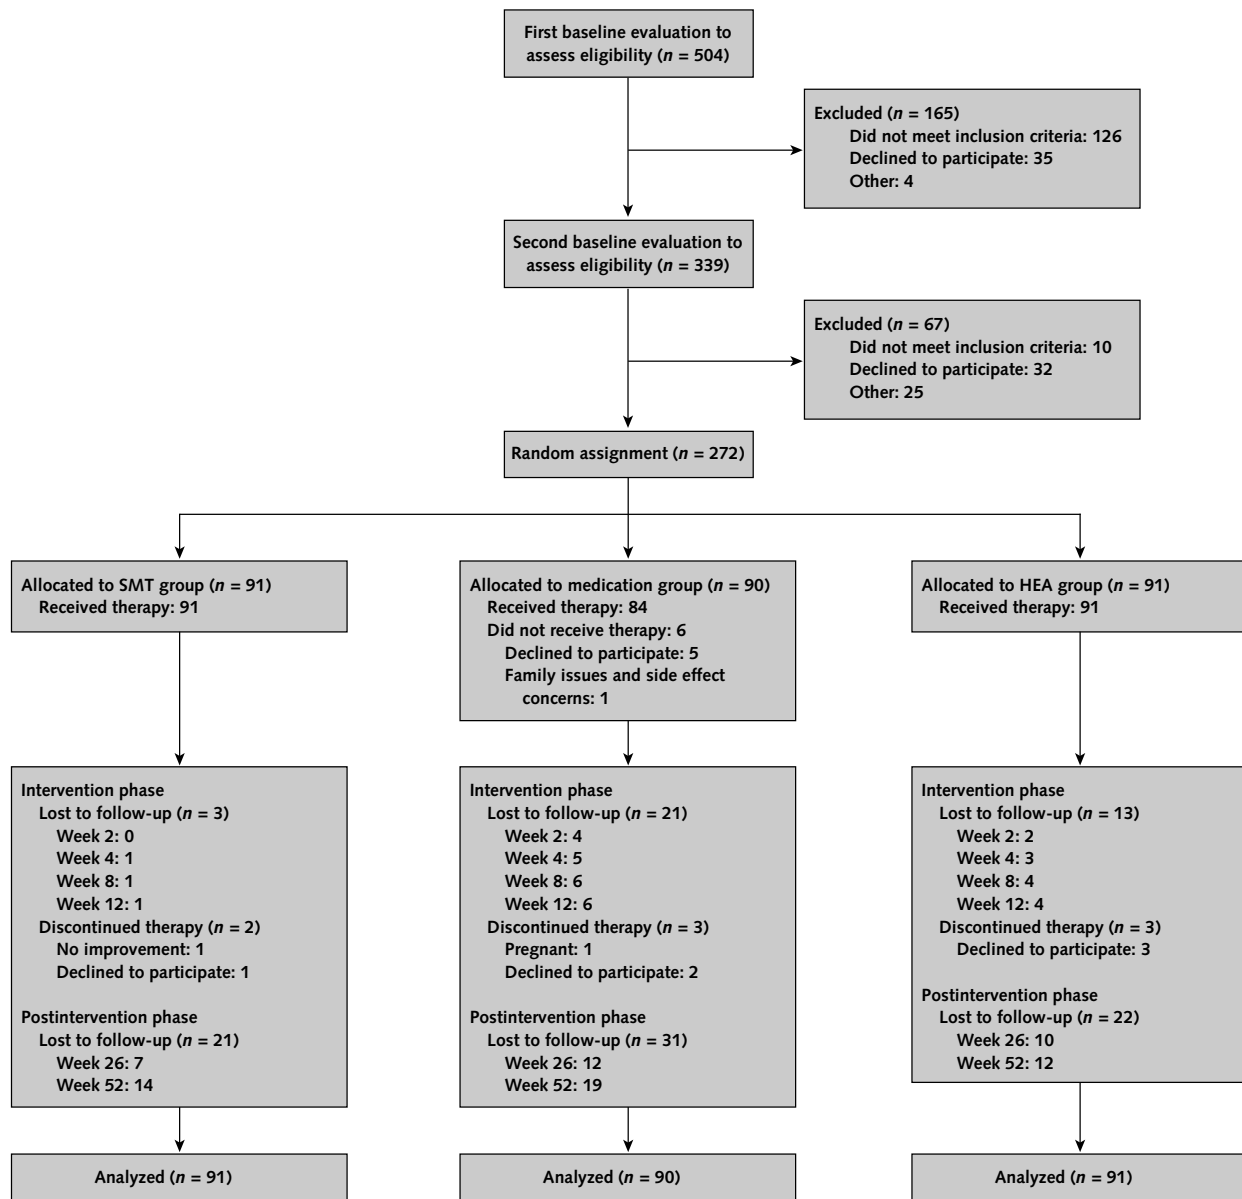 First baseline evaluation to
assess eligibility (n = 504)
Excluded (n = 165)
Did not meet inclusion criteria: 126
Declined to participate: 35
Other: 4
Second baseline evaluation to
assess eligibility (n = 339)
Excluded (n = 67)
Did not meet inclusion criteria: 10
Declined to participate: 32
Other: 25
Random assignment (n = 272)
Allocated to SMT group (n = 91)
Received therapy: 91
Allocated to medication group (n = 90)
Received therapy: 84
Did not receive therapy: 6
Declined to participate: 5
Family issues and side effect
concerns: 1
Allocated to HEA group (n = 91)
Received therapy: 91
Intervention phase
Lost to follow-up (n = 3)
Week 2: 0
Week 4: 1
Week 8: 1
Week 12: 1
Discontinued therapy (n = 2)
No improvement: 1
Declined to participate: 1
Postintervention phase
Lost to follow-up (n = 21)
Week 26: 7
Week 52: 14
Intervention phase
Lost to follow-up (n = 21)
Week 2: 4
Week 4: 5
Week 8: 6
Week 12: 6
Discontinued therapy (n = 3)
Pregnant: 1
Declined to participate: 2
Postintervention phase
Lost to follow-up (n = 31)
Week 26: 12
Week 52: 19
Intervention phase
Lost to follow-up (n = 13)
Week 2: 2
Week 4: 3
Week 8: 4
Week 12: 4
Discontinued therapy (n = 3)
Declined to participate: 3
Postintervention phase
Lost to follow-up (n = 22)
Week 26: 10
Week 52: 12
Analyzed (n = 91)
Analyzed (n = 90)
Analyzed (n = 91)